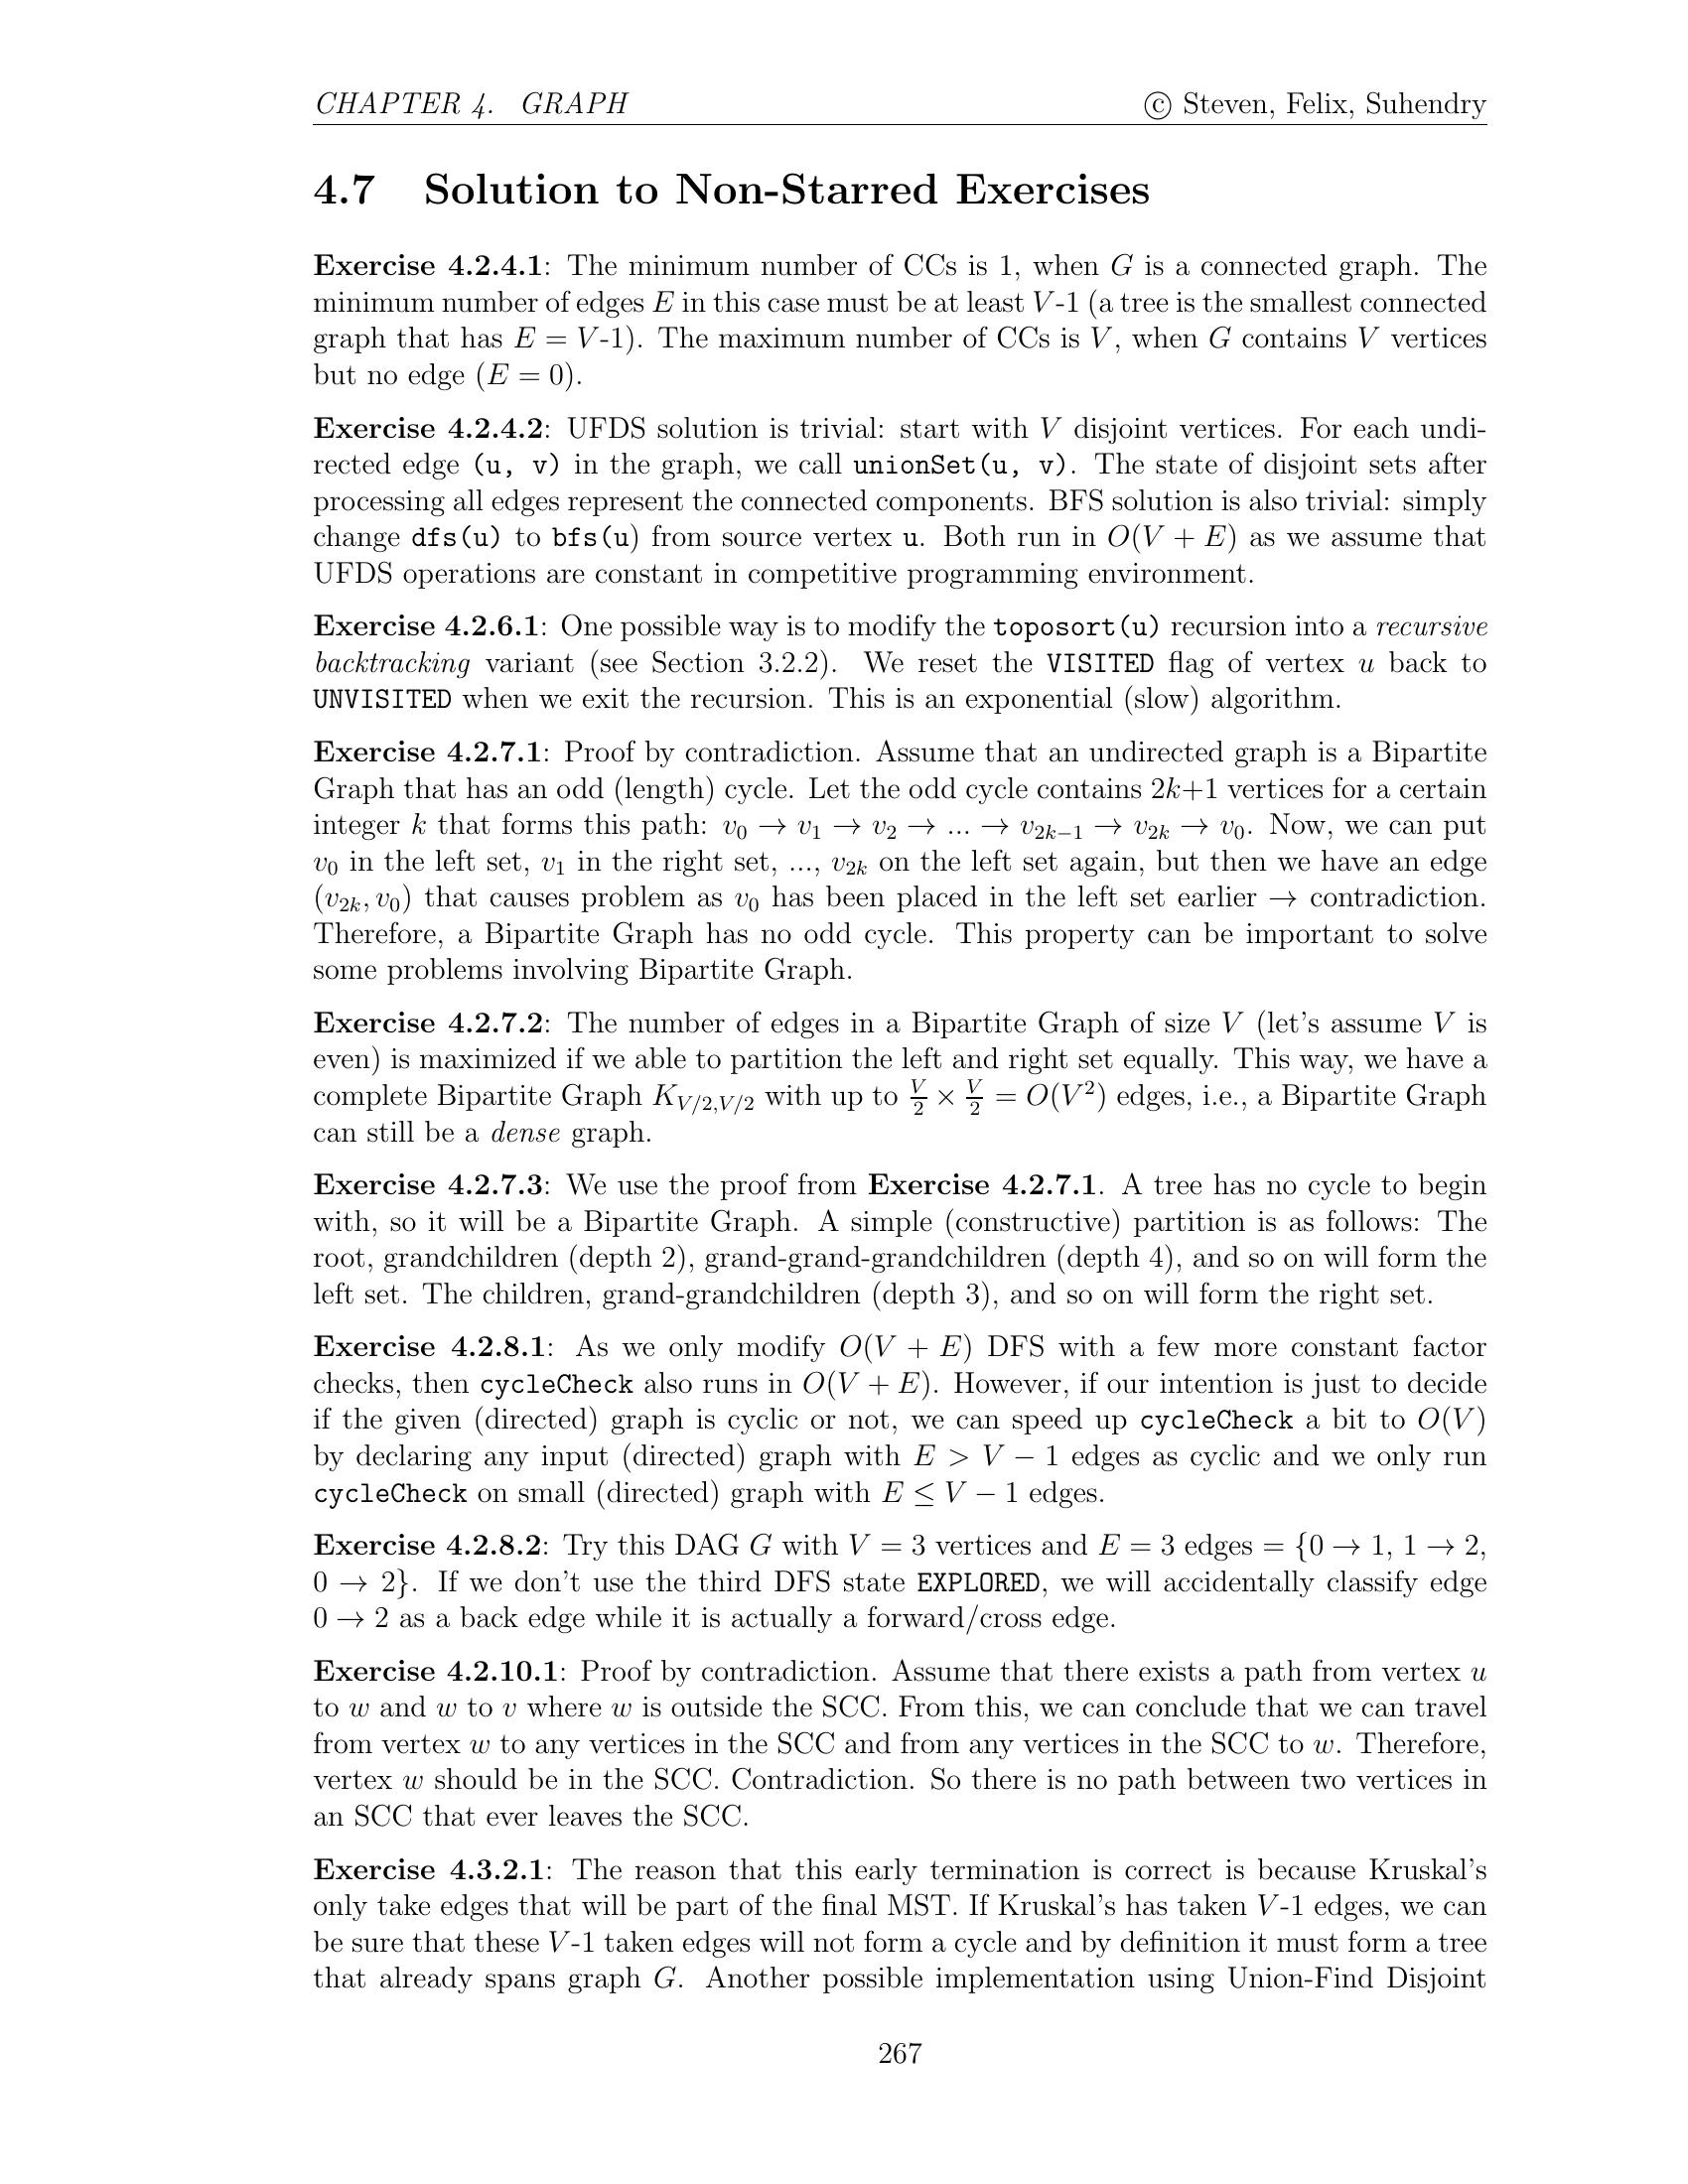 CHAPTER 4. GRAPH © Steven, Felix, Suhendry
4.7 Solution to Non-Starred Exercises
Exercise 4.2.4.1: The minimum number of CCs is 1, when G is a connected graph. The
minimum number of edges E in this case must be at least V-1 (a tree is the smallest connected
graph that has E = V-1). The maximum number of CCs is V, when G contains V vertices
but no edge (E = 0).
Exercise 4.2.4.2: UFDS solution is trivial: start with V disjoint vertices. For each undi-
rected edge (u, v) in the graph, we call unionSet(u, v). The state of disjoint sets after
processing all edges represent the connected components. BFS solution is also trivial: simply
change dfs(u) to bfs(u) from source vertex u. Both run in O(V + E) as we assume that
UFDS operations are constant in competitive programming environment.
Exercise 4.2.6.1: One possible way is to modify the toposort(u) recursion into a recursive
backtracking variant (see Section 3.2.2). We reset the VISITED flag of vertex u back to
UNVISITED when we exit the recursion. This is an exponential (slow) algorithm.
Exercise 4.2.7.1: Proof by contradiction. Assume that an undirected graph is a Bipartite
Graph that has an odd (length) cycle. Let the odd cycle contains 2k+1 vertices for a certain
integer k that forms this path: v₀ → v₁ → v₂ → ... → v₂ₖ₋₁ → v₂ₖ → v₀. Now, we can put
v₀ in the left set, v₁ in the right set, ..., v₂ₖ on the left set again, but then we have an edge
(v₂ₖ, v₀) that causes problem as v₀ has been placed in the left set earlier → contradiction.
Therefore, a Bipartite Graph has no odd cycle. This property can be important to solve
some problems involving Bipartite Graph.
Exercise 4.2.7.2: The number of edges in a Bipartite Graph of size V (let's assume V is
even) is maximized if we able to partition the left and right set equally. This way, we have a
complete Bipartite Graph K_{V/2,V/2} with up to V/2 × V/2 = O(V²) edges, i.e., a Bipartite Graph
can still be a dense graph.
Exercise 4.2.7.3: We use the proof from Exercise 4.2.7.1. A tree has no cycle to begin
with, so it will be a Bipartite Graph. A simple (constructive) partition is as follows: The
root, grandchildren (depth 2), grand-grand-grandchildren (depth 4), and so on will form the
left set. The children, grand-grandchildren (depth 3), and so on will form the right set.
Exercise 4.2.8.1: As we only modify O(V + E) DFS with a few more constant factor
checks, then cycleCheck also runs in O(V + E). However, if our intention is just to decide
if the given (directed) graph is cyclic or not, we can speed up cycleCheck a bit to O(V)
by declaring any input (directed) graph with E > V − 1 edges as cyclic and we only run
cycleCheck on small (directed) graph with E ≤ V − 1 edges.
Exercise 4.2.8.2: Try this DAG G with V = 3 vertices and E = 3 edges = {0 → 1, 1 → 2,
0 → 2}. If we don't use the third DFS state EXPLORED, we will accidentally classify edge
0 → 2 as a back edge while it is actually a forward/cross edge.
Exercise 4.2.10.1: Proof by contradiction. Assume that there exists a path from vertex u
to w and w to v where w is outside the SCC. From this, we can conclude that we can travel
from vertex w to any vertices in the SCC and from any vertices in the SCC to w. Therefore,
vertex w should be in the SCC. Contradiction. So there is no path between two vertices in
an SCC that ever leaves the SCC.
Exercise 4.3.2.1: The reason that this early termination is correct is because Kruskal's
only take edges that will be part of the final MST. If Kruskal's has taken V-1 edges, we can
be sure that these V-1 taken edges will not form a cycle and by definition it must form a tree
that already spans graph G. Another possible implementation using Union-Find Disjoint
267